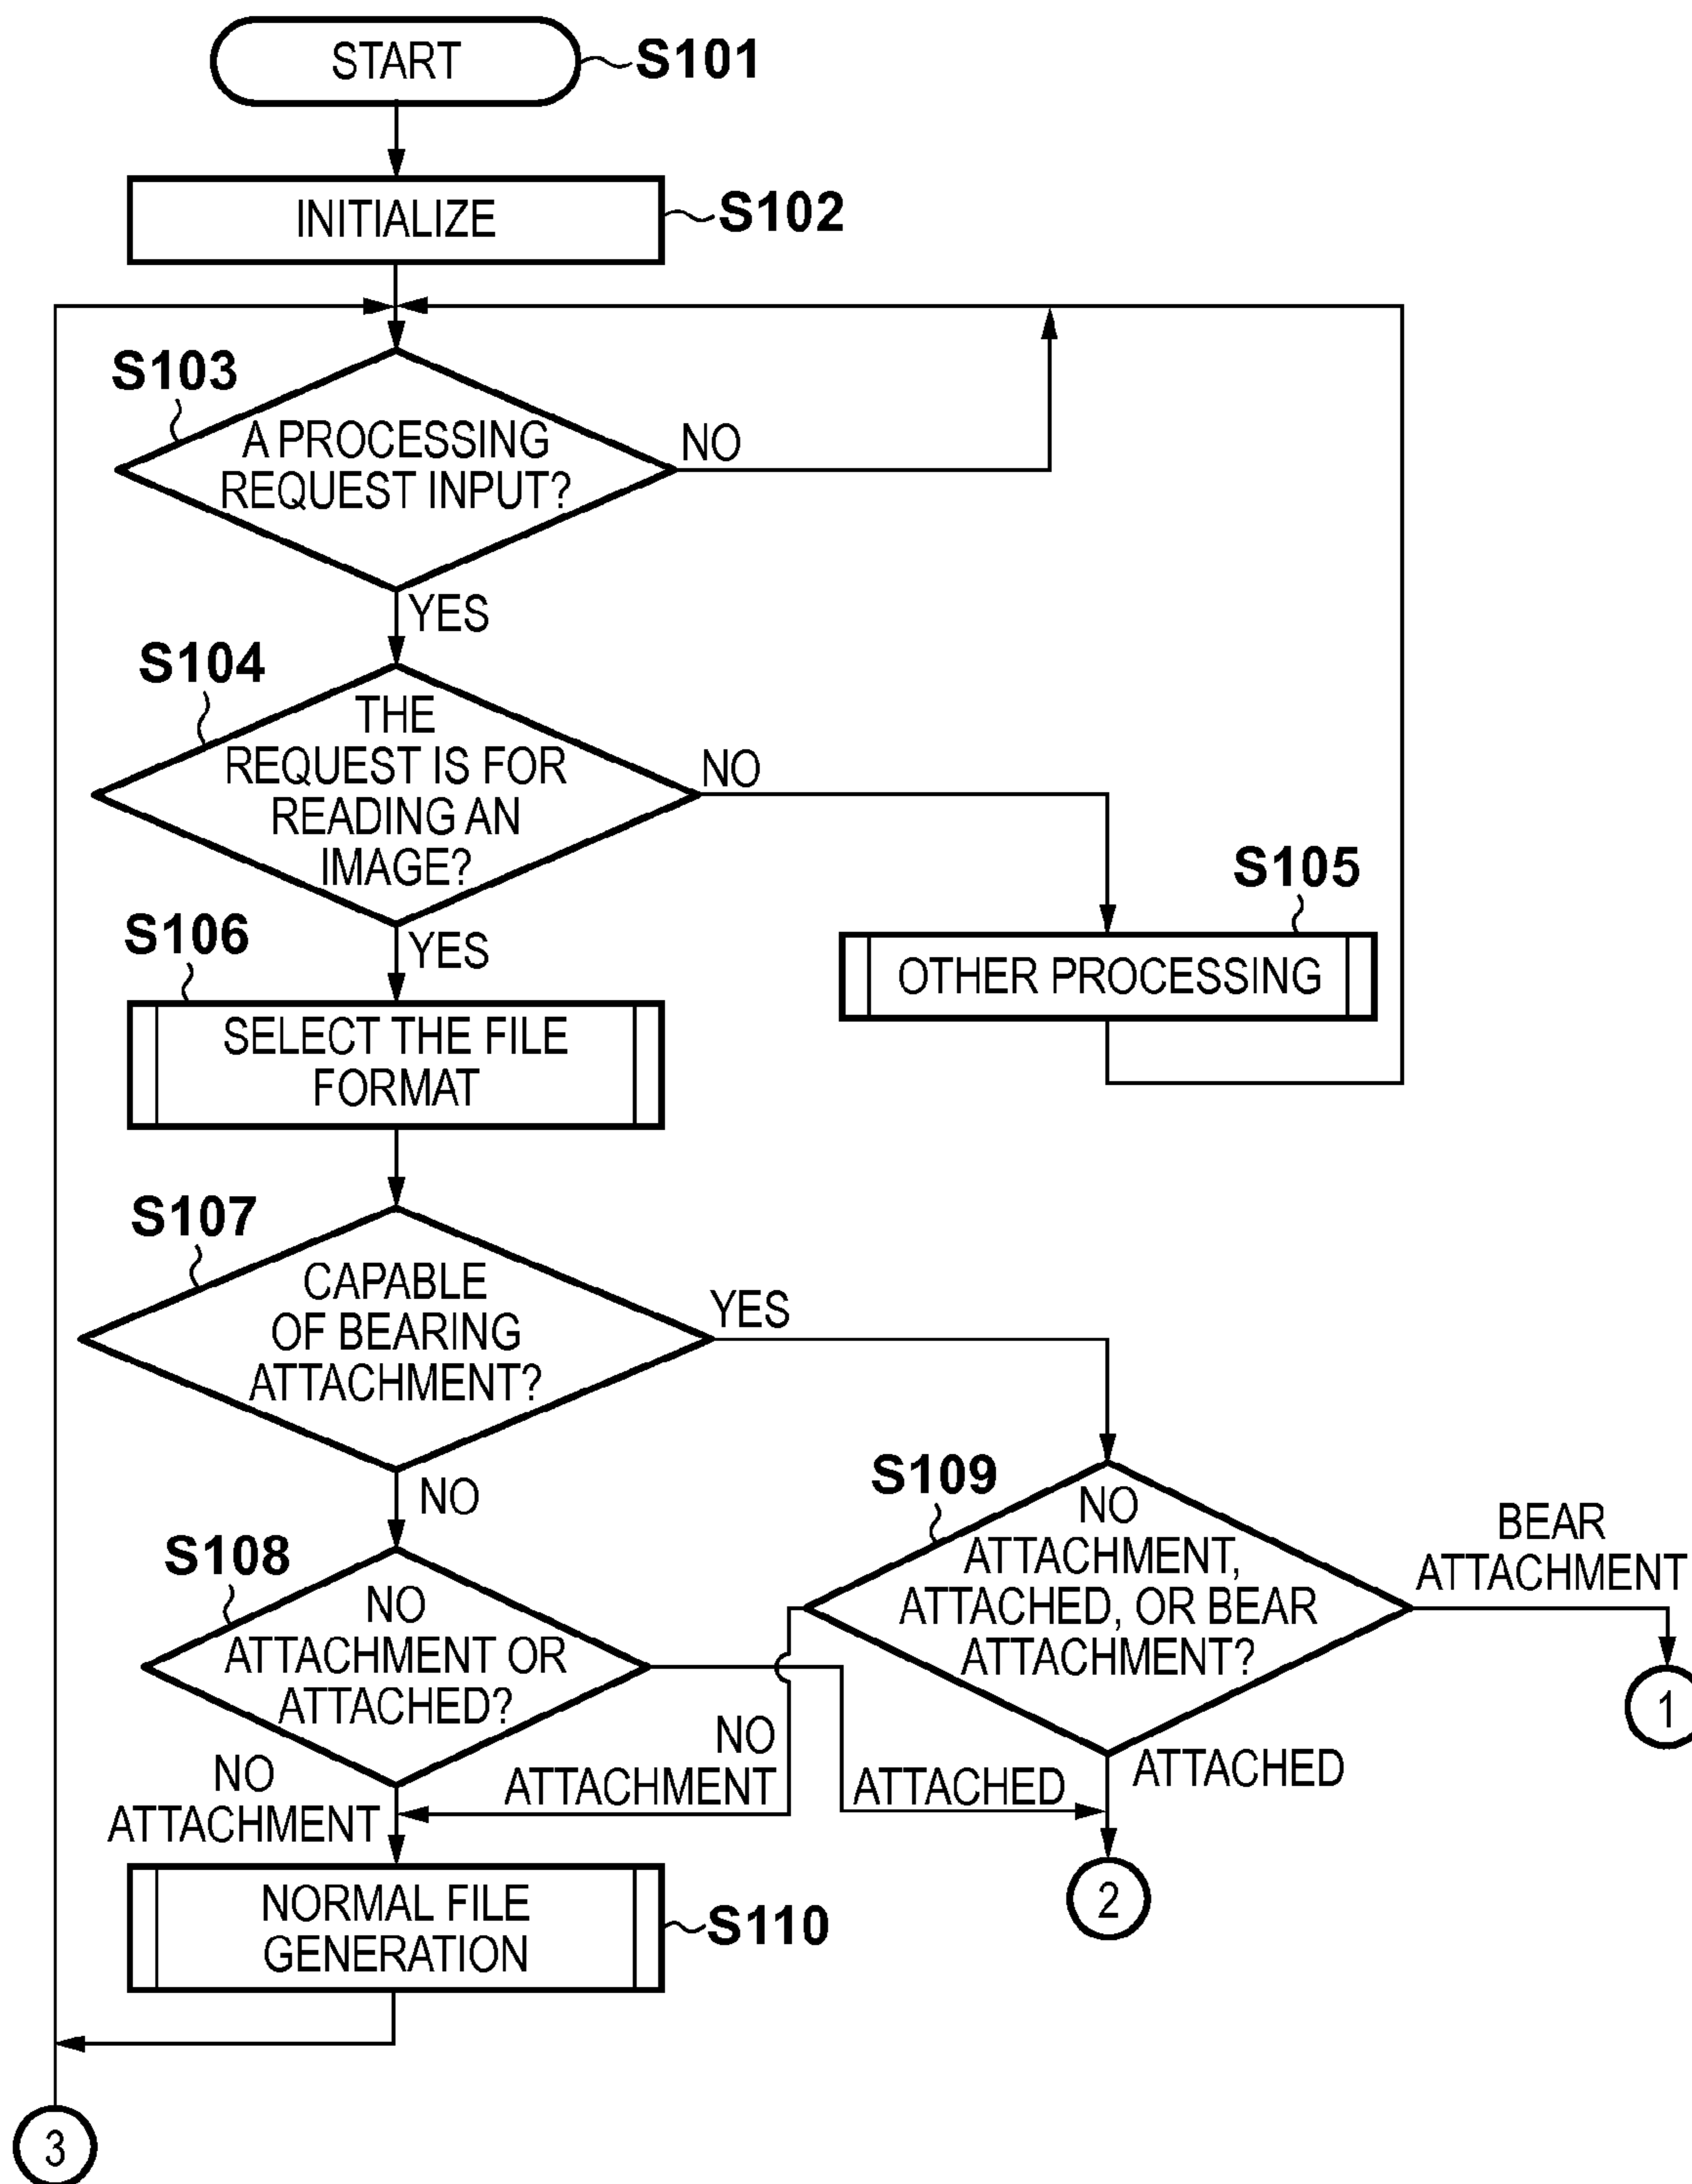 START
S101
INITIALIZE
S102
S103
A PROCESSING
REQUEST INPUT?
NO
YES
S104
THE
REQUEST IS FOR
READING AN
IMAGE?
NO
YES
S105
OTHER PROCESSING
S106
SELECT THE FILE
FORMAT
S107
CAPABLE
OF BEARING
ATTACHMENT?
YES
NO
S108
NO
ATTACHMENT OR
ATTACHED?
S109
NO
ATTACHMENT,
ATTACHED, OR BEAR
ATTACHMENT?
BEAR
ATTACHMENT
1
NO
ATTACHMENT
NO
ATTACHMENT
ATTACHED
ATTACHED
2
NORMAL FILE
GENERATION
S110
3